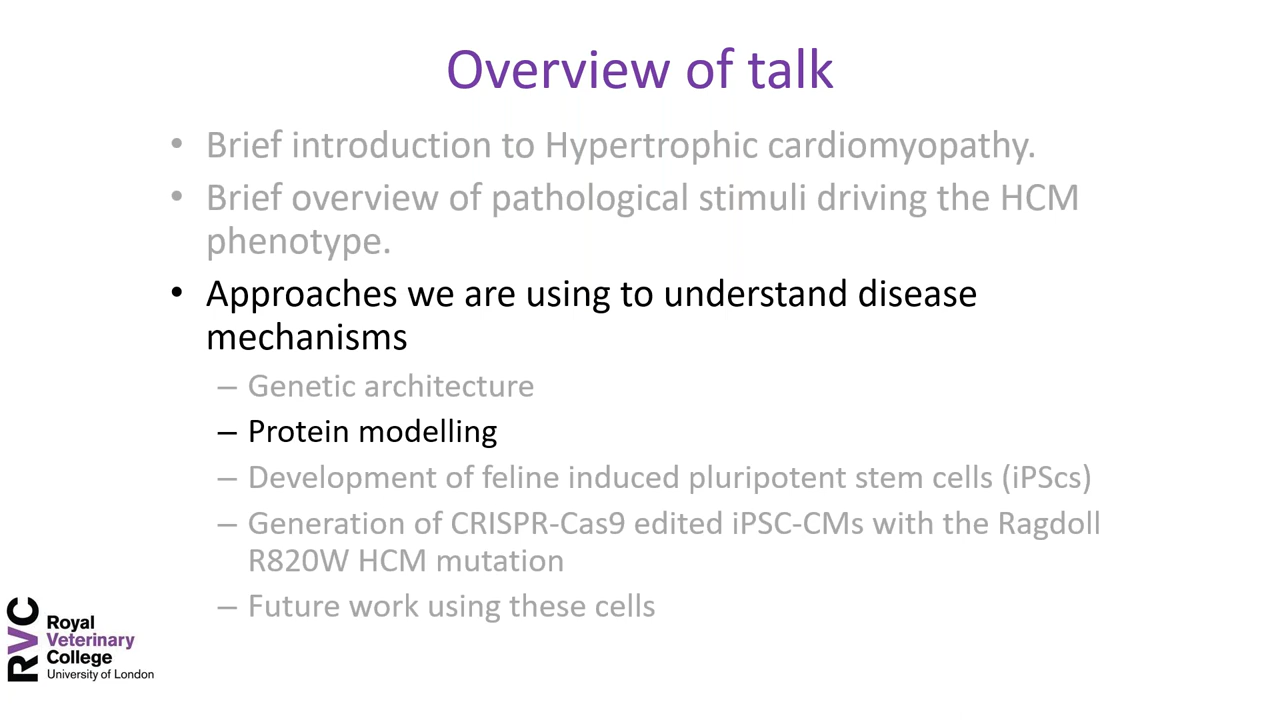 Overview of talk
• Brief introduction to Hypertrophic cardiomyopathy.
• Brief overview of pathological stimuli driving the HCM
phenotype.
• Approaches we are using to understand disease
mechanisms
– Genetic architecture
– Protein modelling
– Development of feline induced pluripotent stem cells (iPScs)
– Generation of CRISPR-Cas9 edited iPSC-CMs with the Ragdoll
R820W HCM mutation
– Future work using these cells
RVC
Royal
Veterinary
College
University of London